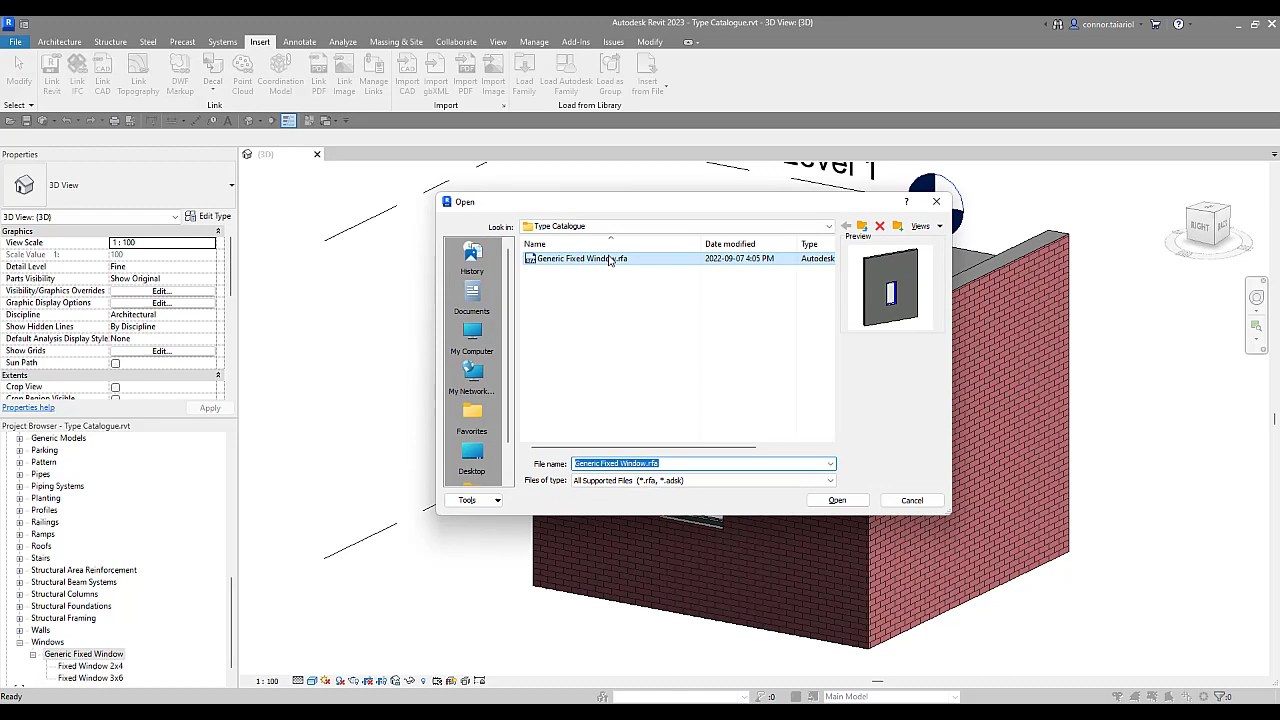 Autodesk Revit 2023 - Type Catalogue.rvt - 3D View: {3D}
connor.taiariol
File Architecture Structure Steel Precast Systems Insert Annotate Analyze Massing & Site Collaborate View Manage Add-Ins Issues Modify
Modify
Link Revit
Link IFC
Link CAD
Link Topography
DWF Markup
Decal
Point Cloud
Coordination Model
Link PDF
Link Image
Manage Links
Import CAD
Import gbXML
Import PDF
Import Image
Load Family
Load Autodesk Family
Load as Group
Insert from File
Select
Link
Import
Load from Library
Properties
3D View
3D View: {3D}
Edit Type
Graphics
View Scale 1 : 100
Scale Value 1: 100
Detail Level Fine
Parts Visibility Show Original
Visibility/Graphics Overrides Edit...
Graphic Display Options Edit...
Discipline Architectural
Show Hidden Lines By Discipline
Default Analysis Display Style None
Show Grids Edit...
Sun Path
Extents
Crop View
Crop Region Visible
Properties help
Apply
Project Browser - Type Catalogue.rvt
Generic Models
Parking
Pattern
Pipes
Piping Systems
Planting
Profiles
Railings
Ramps
Roofs
Stairs
Structural Area Reinforcement
Structural Beam Systems
Structural Columns
Structural Foundations
Structural Framing
Walls
Windows
Generic Fixed Window
Fixed Window 2x4
Fixed Window 3x6
{3D}
Level 1
RIGHT
Open
Look in: Type Catalogue
Views
Preview
Name Date modified Type
Generic Fixed Window.rfa 2022-09-07 4:05 PM Autodesk
History
Documents
My Computer
My Network...
Favorites
Desktop
File name: Generic Fixed Window.rfa
Files of type: All Supported Files (*.rfa, *.adsk)
Tools
Open
Cancel
1 : 100
Ready
:0
Main Model
:0